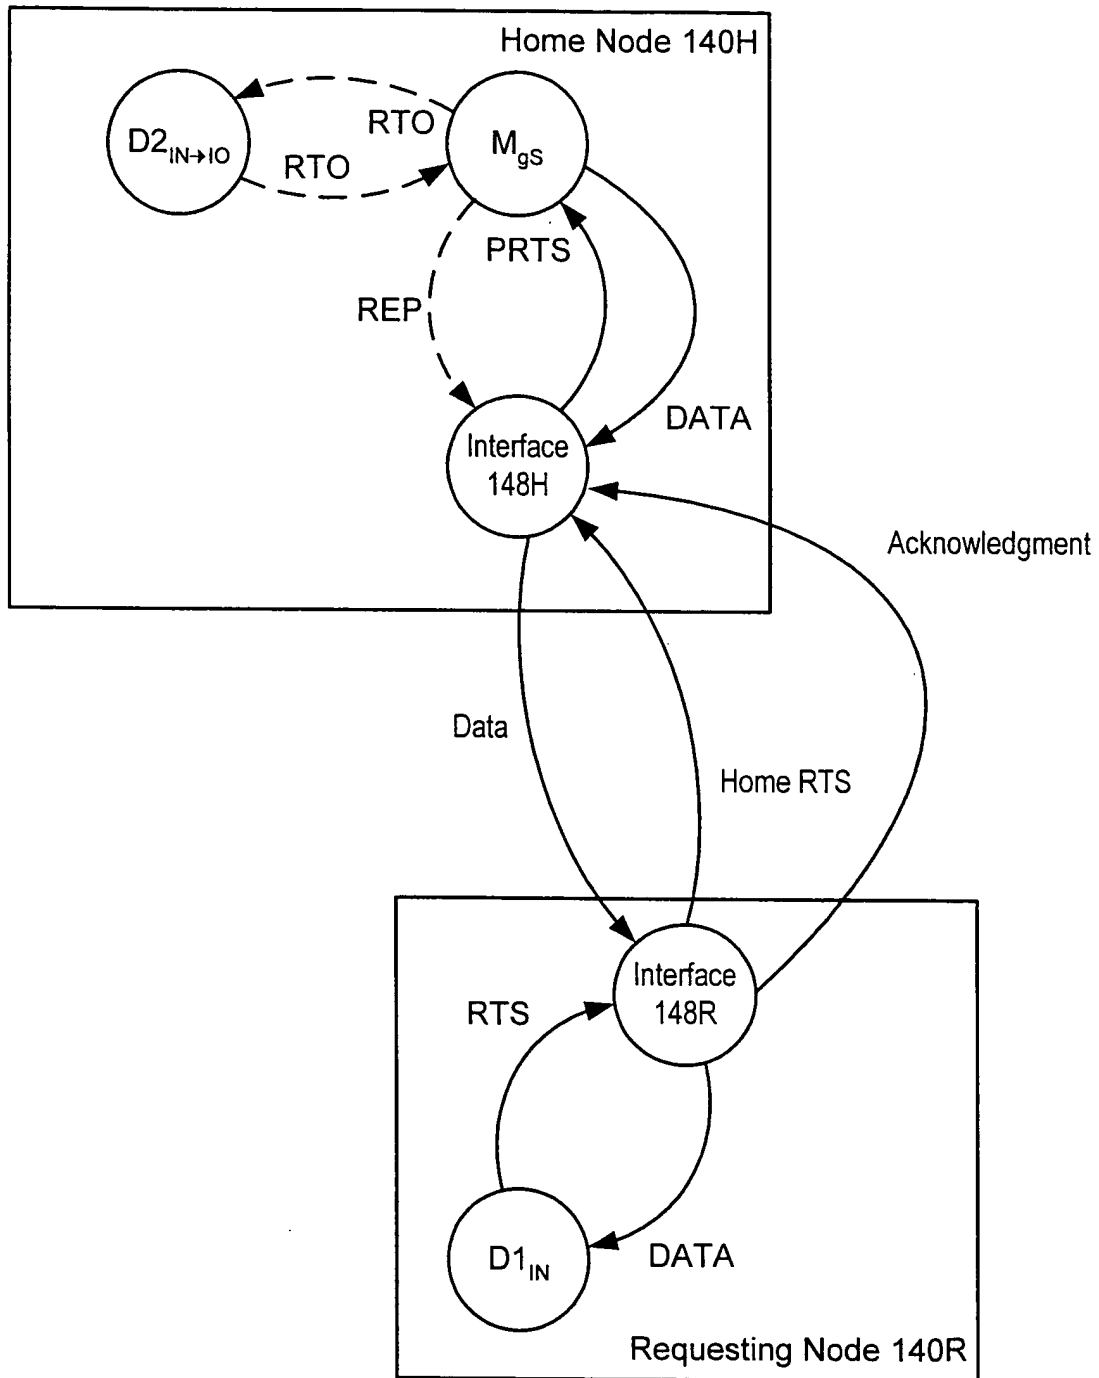 Home Node 140H
D2IN→IO
RTO
RTO
MgS
PRTS
REP
DATA
Interface
148H
Acknowledgment
Data
Home RTS
Interface
148R
RTS
DATA
D1IN
Requesting Node 140R